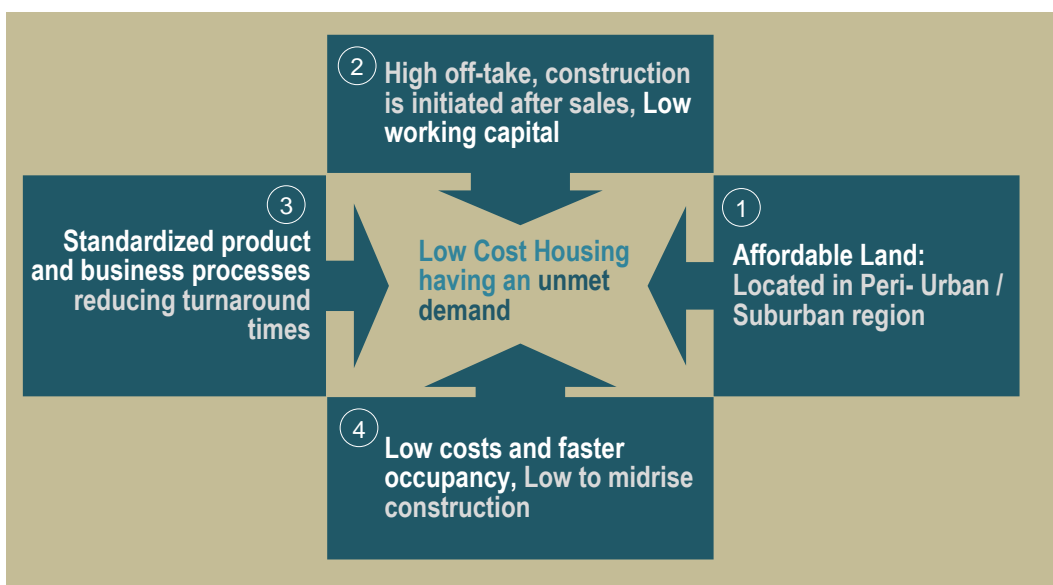 2
High off-take, construction
is initiated after sales, Low
working capital
3
Standardized product
and business processes
reducing turnaround
times
Low Cost Housing
having an unmet
demand
1
Affordable Land:
Located in Peri- Urban /
Suburban region
4
Low costs and faster
occupancy, Low to midrise
construction